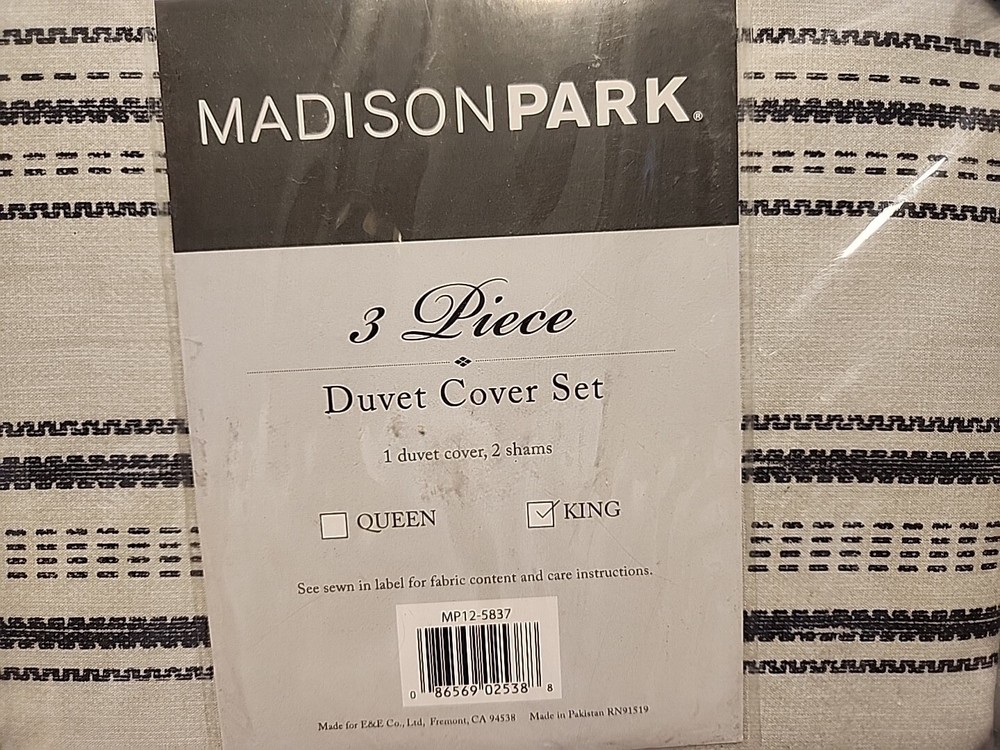 MADISONPARK®
3 Piece
Duvet Cover Set
1 duvet cover, 2 shams
QUEEN KING
See sewn in label for fabric content and care instructions.
MP12-5837
0 86569 02538 8
Made for E&E Co., Ltd, Fremont, CA 94538 Made in Pakistan RN91519